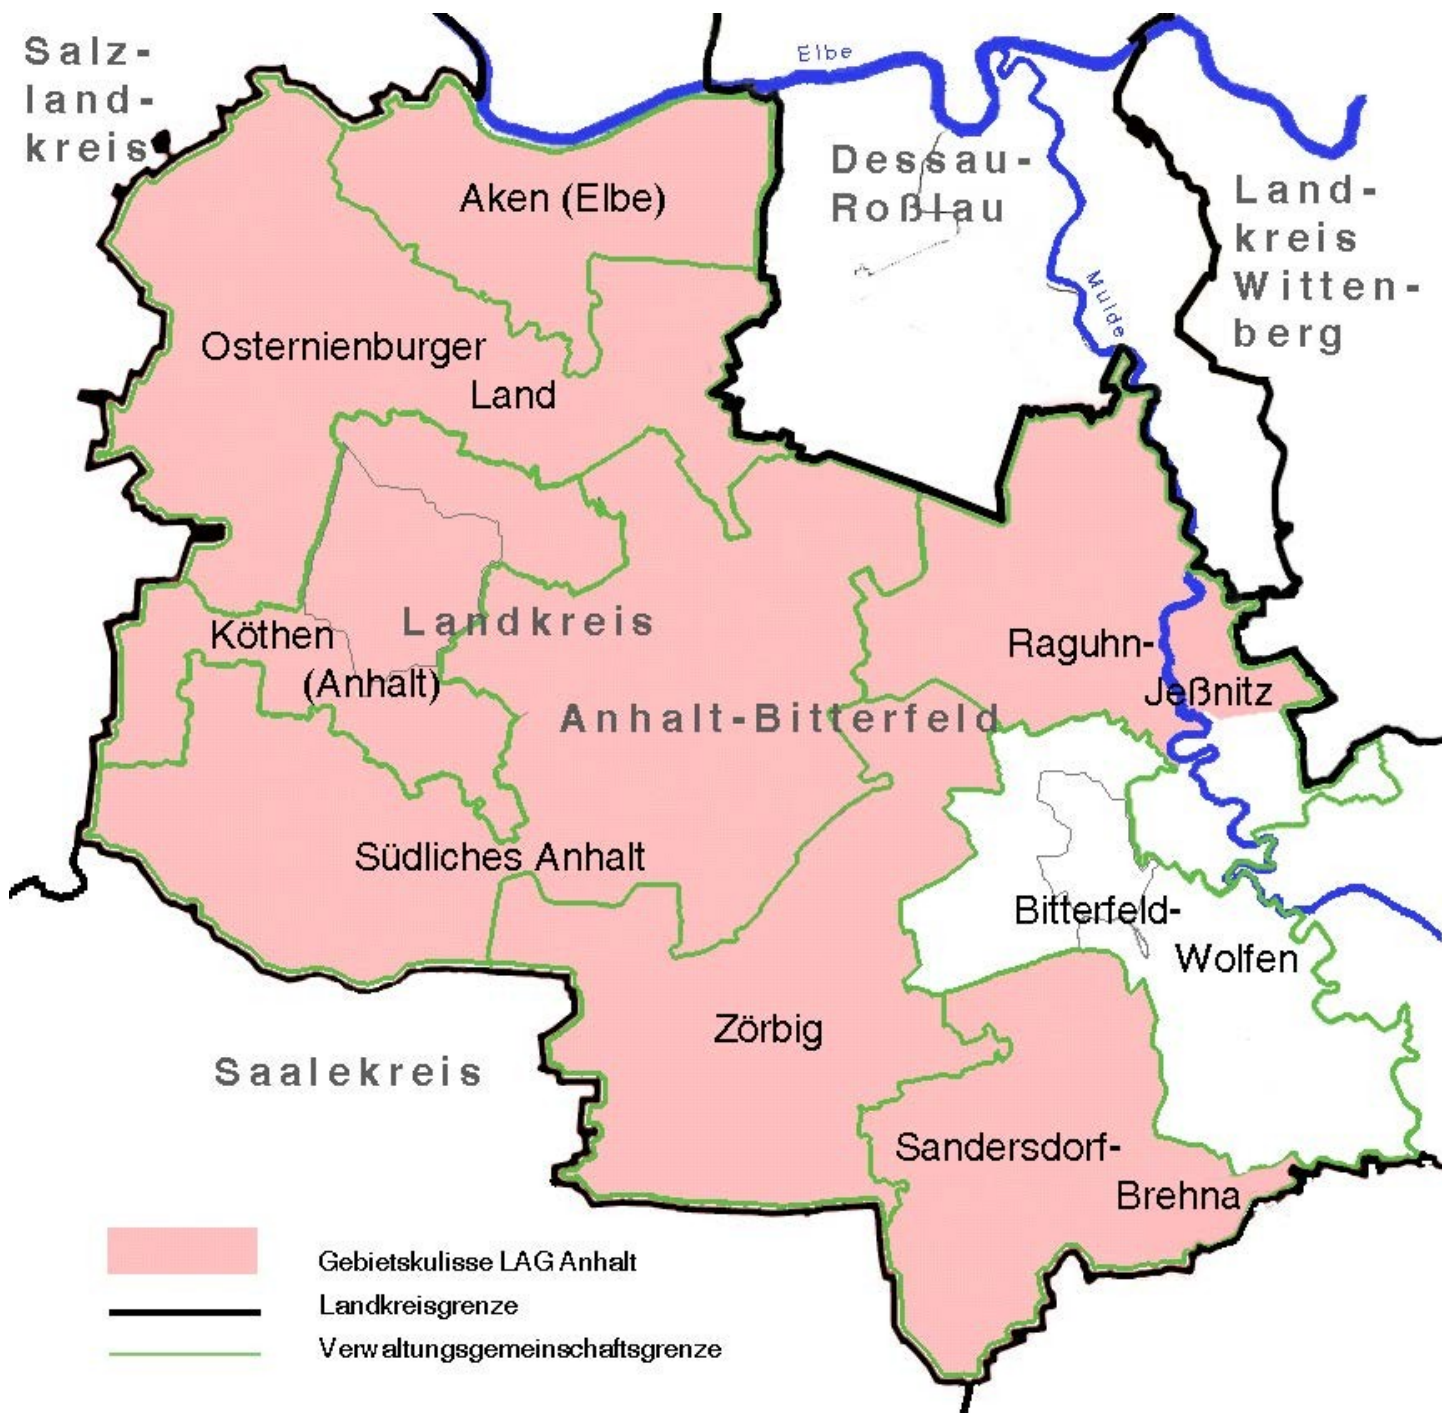 Salz-
land-
kreis
Elbe
Dessau-
Roßlau
Land-
kreis
Witten-
berg
Mulde
Aken (Elbe)
Osternienburger
Land
Köthen
(Anhalt)
Landkreis
Anhalt-Bitterfeld
Raguhn-
Jeßnitz
Südliches Anhalt
Bitterfeld-
Wolfen
Zörbig
Saalekreis
Sandersdorf-
Brehna
Gebietskulisse LAG Anhalt
Landkreisgrenze
Verwaltungsgemeinschaftsgrenze